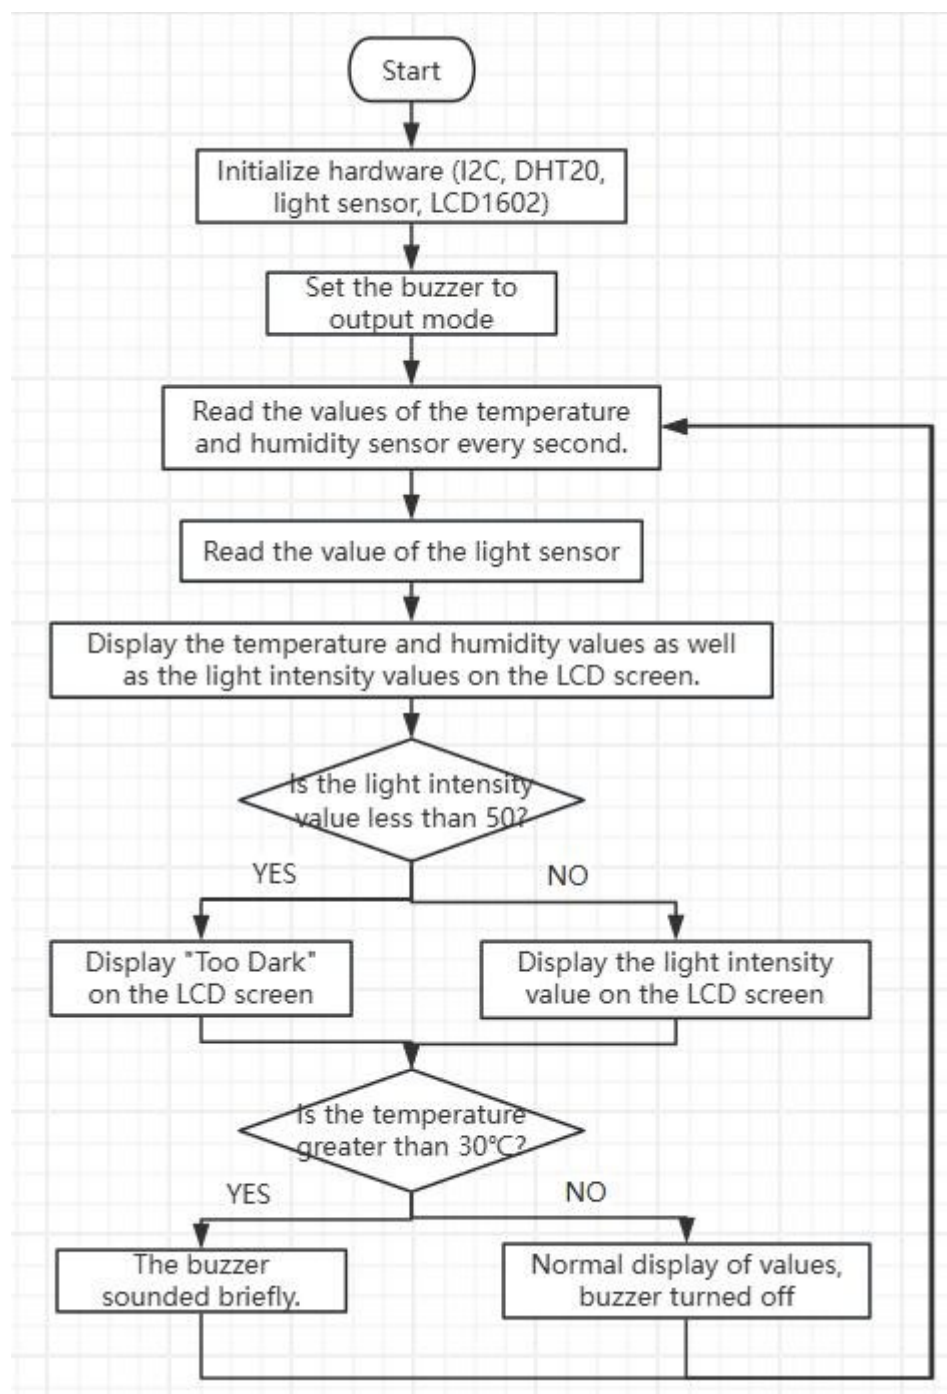 Start
Initialize hardware (I2C, DHT20,
light sensor, LCD1602)
Set the buzzer to
output mode
Read the values of the temperature
and humidity sensor every second.
Read the value of the light sensor
Display the temperature and humidity values as well
as the light intensity values on the LCD screen.
Is the light intensity
value less than 50?
YES
NO
Display "Too Dark"
on the LCD screen
Display the light intensity
value on the LCD screen
Is the temperature
greater than 30℃?
YES
NO
The buzzer
sounded briefly.
Normal display of values,
buzzer turned off